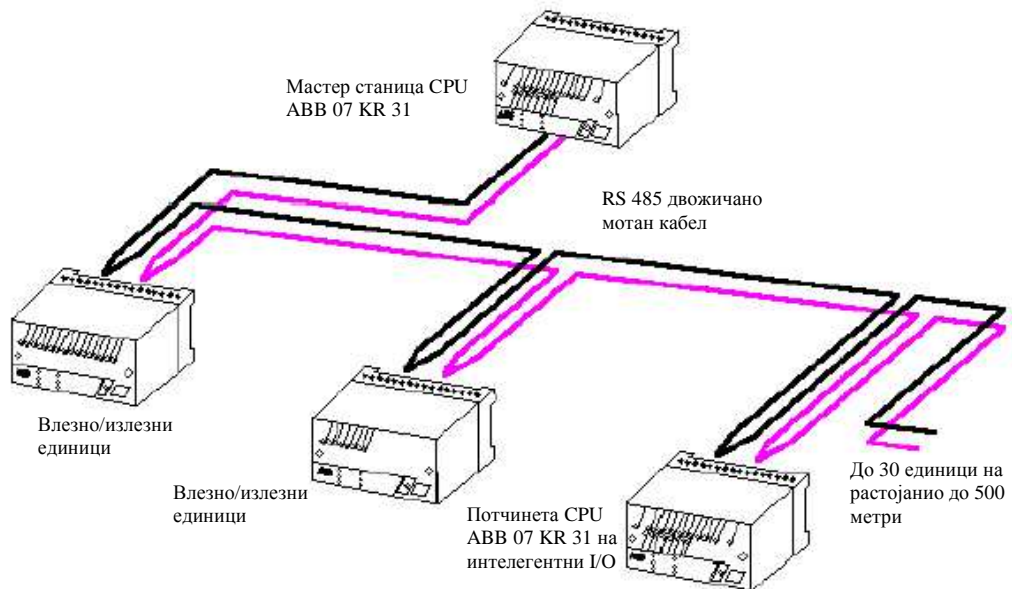 Мастер станица CPU
ABB 07 KR 31
RS 485 двожичано
мотан кабел
Влезно/излезни
единици
Влезно/излезни
единици
Потчинета CPU
ABB 07 KR 31 на
интелегентни I/O
До 30 единици на
растојанио до 500
метри